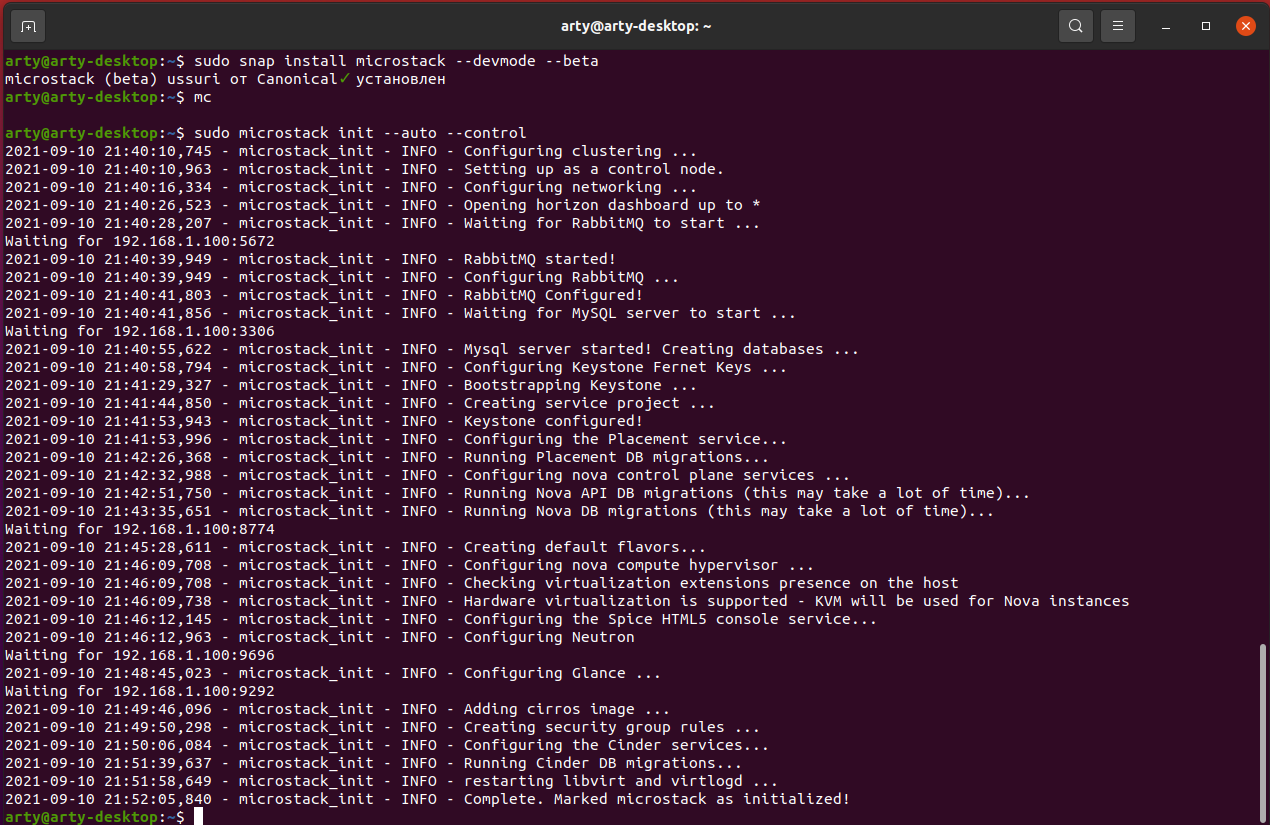 arty@arty-desktop: ~
arty@arty-desktop:~$ sudo snap install microstack --devmode --beta
microstack (beta) ussuri от Canonical✓ установлен
arty@arty-desktop:~$ mc
arty@arty-desktop:~$ sudo microstack init --auto --control
2021-09-10 21:40:10,745 - microstack_init - INFO - Configuring clustering ...
2021-09-10 21:40:10,963 - microstack_init - INFO - Setting up as a control node.
2021-09-10 21:40:16,334 - microstack_init - INFO - Configuring networking ...
2021-09-10 21:40:26,523 - microstack_init - INFO - Opening horizon dashboard up to *
2021-09-10 21:40:28,207 - microstack_init - INFO - Waiting for RabbitMQ to start ...
Waiting for 192.168.1.100:5672
2021-09-10 21:40:39,949 - microstack_init - INFO - RabbitMQ started!
2021-09-10 21:40:39,949 - microstack_init - INFO - Configuring RabbitMQ ...
2021-09-10 21:40:41,803 - microstack_init - INFO - RabbitMQ Configured!
2021-09-10 21:40:41,856 - microstack_init - INFO - Waiting for MySQL server to start ...
Waiting for 192.168.1.100:3306
2021-09-10 21:40:55,622 - microstack_init - INFO - Mysql server started! Creating databases ...
2021-09-10 21:40:58,794 - microstack_init - INFO - Configuring Keystone Fernet Keys ...
2021-09-10 21:41:29,327 - microstack_init - INFO - Bootstrapping Keystone ...
2021-09-10 21:41:44,850 - microstack_init - INFO - Creating service project ...
2021-09-10 21:41:53,943 - microstack_init - INFO - Keystone configured!
2021-09-10 21:41:53,996 - microstack_init - INFO - Configuring the Placement service...
2021-09-10 21:42:26,368 - microstack_init - INFO - Running Placement DB migrations...
2021-09-10 21:42:32,988 - microstack_init - INFO - Configuring nova control plane services ...
2021-09-10 21:42:51,750 - microstack_init - INFO - Running Nova API DB migrations (this may take a lot of time)...
2021-09-10 21:43:35,651 - microstack_init - INFO - Running Nova DB migrations (this may take a lot of time)...
Waiting for 192.168.1.100:8774
2021-09-10 21:45:28,611 - microstack_init - INFO - Creating default flavors...
2021-09-10 21:46:09,708 - microstack_init - INFO - Configuring nova compute hypervisor ...
2021-09-10 21:46:09,708 - microstack_init - INFO - Checking virtualization extensions presence on the host
2021-09-10 21:46:09,738 - microstack_init - INFO - Hardware virtualization is supported - KVM will be used for Nova instances
2021-09-10 21:46:12,145 - microstack_init - INFO - Configuring the Spice HTML5 console service...
2021-09-10 21:46:12,963 - microstack_init - INFO - Configuring Neutron
Waiting for 192.168.1.100:9696
2021-09-10 21:48:45,023 - microstack_init - INFO - Configuring Glance ...
Waiting for 192.168.1.100:9292
2021-09-10 21:49:46,096 - microstack_init - INFO - Adding cirros image ...
2021-09-10 21:49:50,298 - microstack_init - INFO - Creating security group rules ...
2021-09-10 21:50:06,084 - microstack_init - INFO - Configuring the Cinder services...
2021-09-10 21:51:39,637 - microstack_init - INFO - Running Cinder DB migrations...
2021-09-10 21:51:58,649 - microstack_init - INFO - restarting libvirt and virtlogd ...
2021-09-10 21:52:05,840 - microstack_init - INFO - Complete. Marked microstack as initialized!
arty@arty-desktop:~$